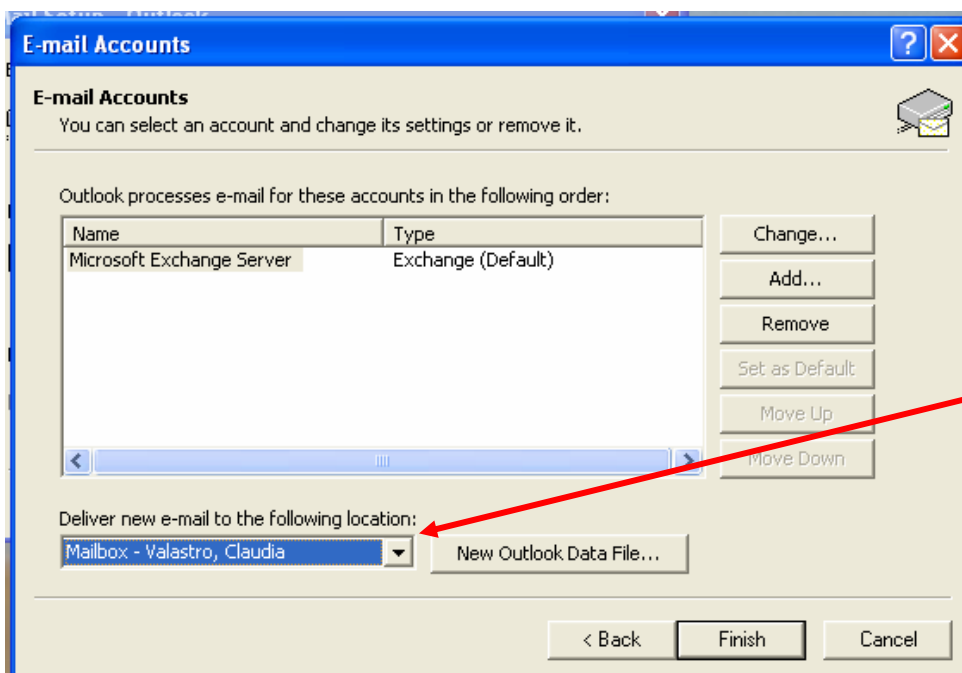 ail Setup - Outlook
E-mail Accounts
E-mail Accounts
You can select an account and change its settings or remove it.
Outlook processes e-mail for these accounts in the following order:
Name Type
Microsoft Exchange Server Exchange (Default)
Change...
Add...
Remove
Set as Default
Move Up
Move Down
Deliver new e-mail to the following location:
Mailbox - Valastro, Claudia
New Outlook Data File...
< Back Finish Cancel